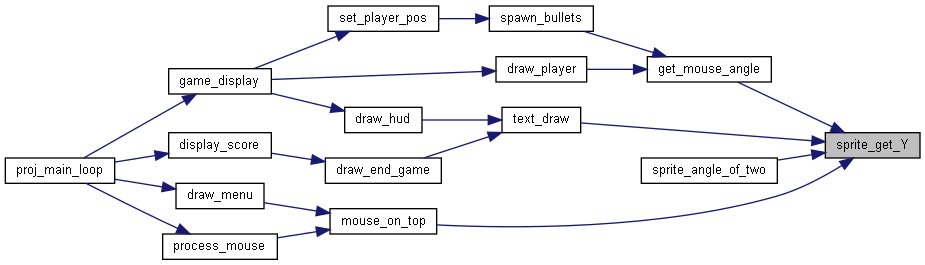 set_player_pos
spawn_bullets
game_display
draw_player
get_mouse_angle
draw_hud
text_draw
display_score
sprite_get_Y
proj_main_loop
draw_end_game
sprite_angle_of_two
draw_menu
mouse_on_top
process_mouse